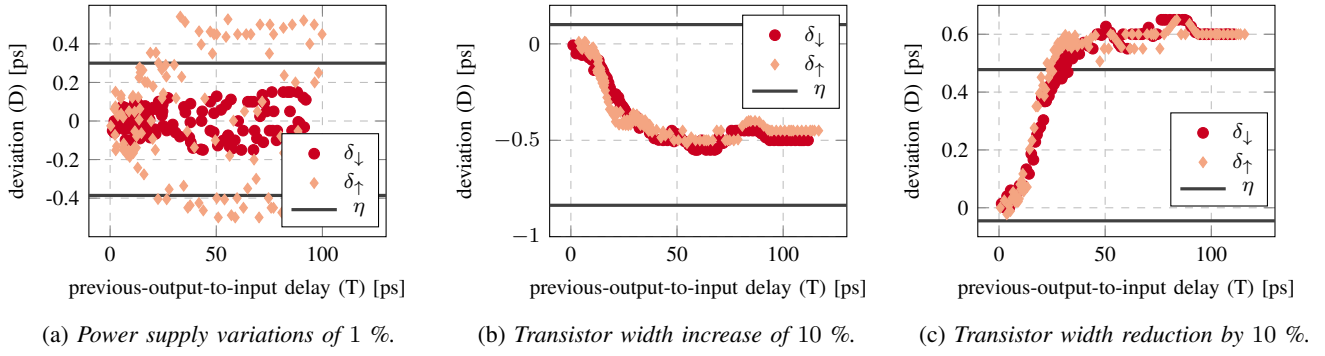 0.4
0.2
0
-0.2
-0.4
0
50
100
deviation (D) [ps]
previous-output-to-input delay (T) [ps]
δ↓
δ↑
η
(a) Power supply variations of 1 %.
0
−0.5
−1
0
50
100
deviation (D) [ps]
previous-output-to-input delay (T) [ps]
δ↓
δ↑
η
(b) Transistor width increase of 10 %.
0.6
0.4
0.2
0
0
50
100
deviation (D) [ps]
previous-output-to-input delay (T) [ps]
δ↓
δ↑
η
(c) Transistor width reduction by 10 %.